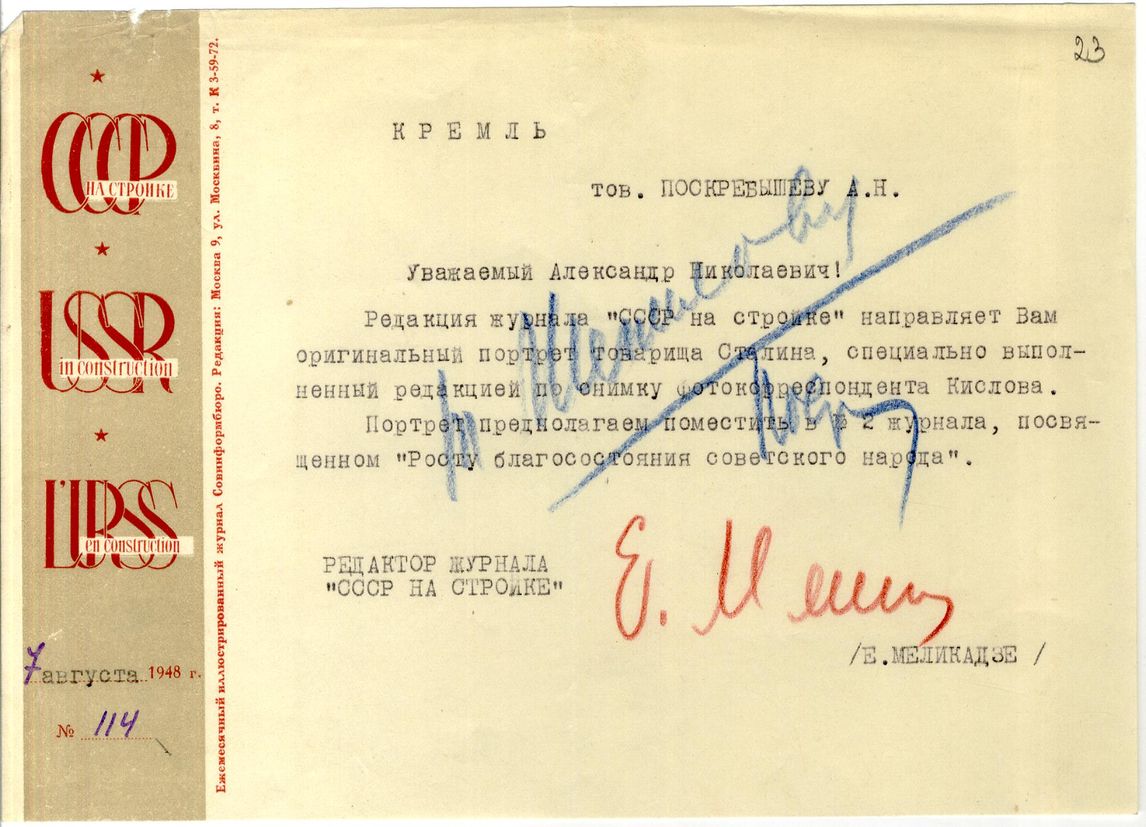 23
СССР
НА СТРОЙКЕ
USSR
in construction
L'URSS
en construction
7 августа 1948 г.
№ 114
Ежемесячный иллюстрированный журнал Совинформбюро. Редакция: Москва 9, ул. Москвина, 8, т. К 3-59-72.
КРЕМЛЬ
тов. ПОСКРЕБЫШЕВУ А.Н.
Уважаемый Александр Николаевич!
Редакция журнала "СССР на стройке" направляет Вам
оригинальный портрет товарища Сталина, специально выпол-
ненный редакцией по снимку фотокорреспондента Кислова.
Портрет предполагаем поместить в № 2 журнала, посвя-
щенном "Росту благосостояния советского народа".
РЕДАКТОР ЖУРНАЛА
"СССР НА СТРОЙКЕ"
/Е.МЕЛИКАДЗЕ /